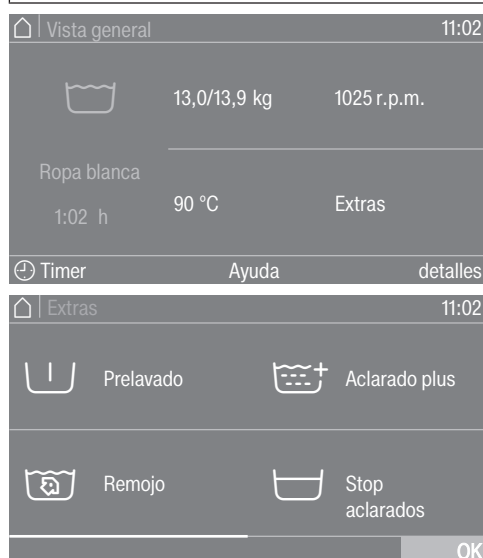 Vista general 11:02
13,0/13,9 kg 1025 r.p.m.
Ropa blanca
1:02 h
90 °C Extras
Timer Ayuda detalles
Extras 11:02
Prelavado Aclarado plus
Remojo Stop
aclarados
OK